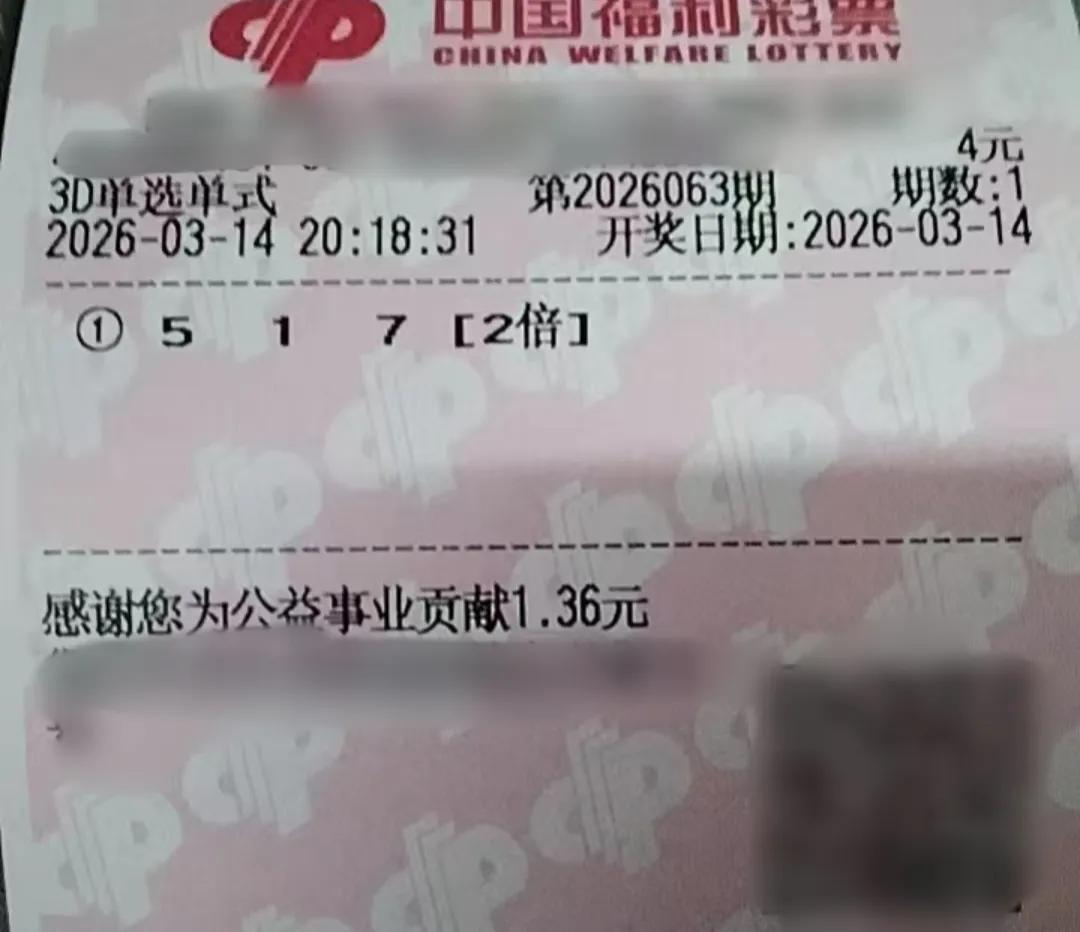 中国福利彩票
CHINA WELFARE LOTTERY
4元
3D单选单式 第2026063期 期数:1
2026-03-14 20:18:31 开奖日期:2026-03-14
① 5 1 7 [2倍]
感谢您为公益事业贡献1.36元